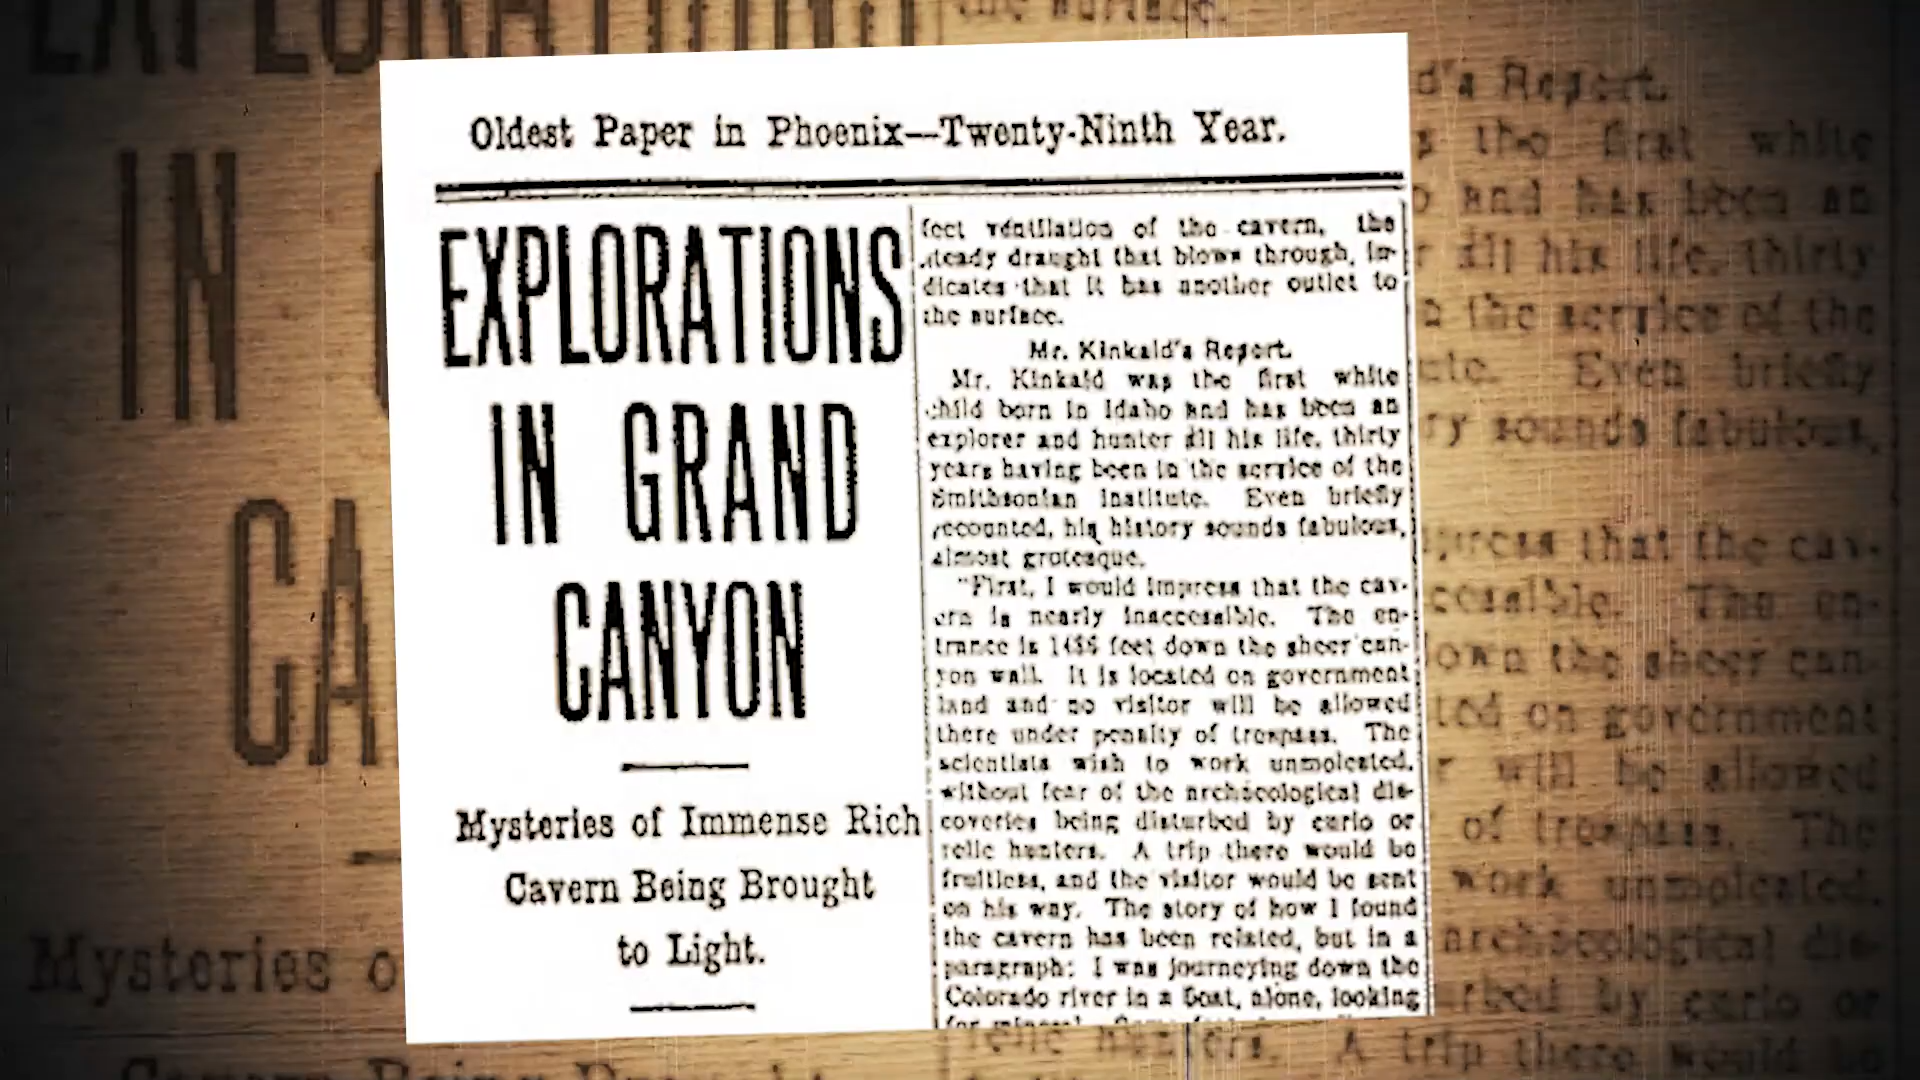 Oldest Paper in Phoenix—Twenty-Ninth Year.
EXPLORATIONS
IN GRAND
CANYON
Mysteries of Immense Rich
Cavern Being Brought
to Light.
fect ventilation of the cavern, the
steady draught that blows through, in-
dicates that it has another outlet to
the surface.
Mr. Kinkaid's Report.
Mr. Kinkaid was the first white
child born in Idaho and has been an
explorer and hunter all his life, thirty
years having been in the service of the
Smithsonian Institute. Even briefly
recounted, his history sounds fabulous,
almost grotesque.
"First, I would impress that the cav-
ern is nearly inaccessible. The en-
trance is 1486 feet down the sheer can-
yon wall. It is located on government
land and no visitor will be allowed
there under penalty of trespass. The
scientists wish to work unmolested,
without fear of the archaeological dis-
coveries being disturbed by curio or
relic hunters. A trip there would be
fruitless, and the visitor would be sent
on his way. The story of how I found
the cavern has been related, but in a
paragraph: I was journeying down the
Colorado river in a boat, alone, looking
for mineral.